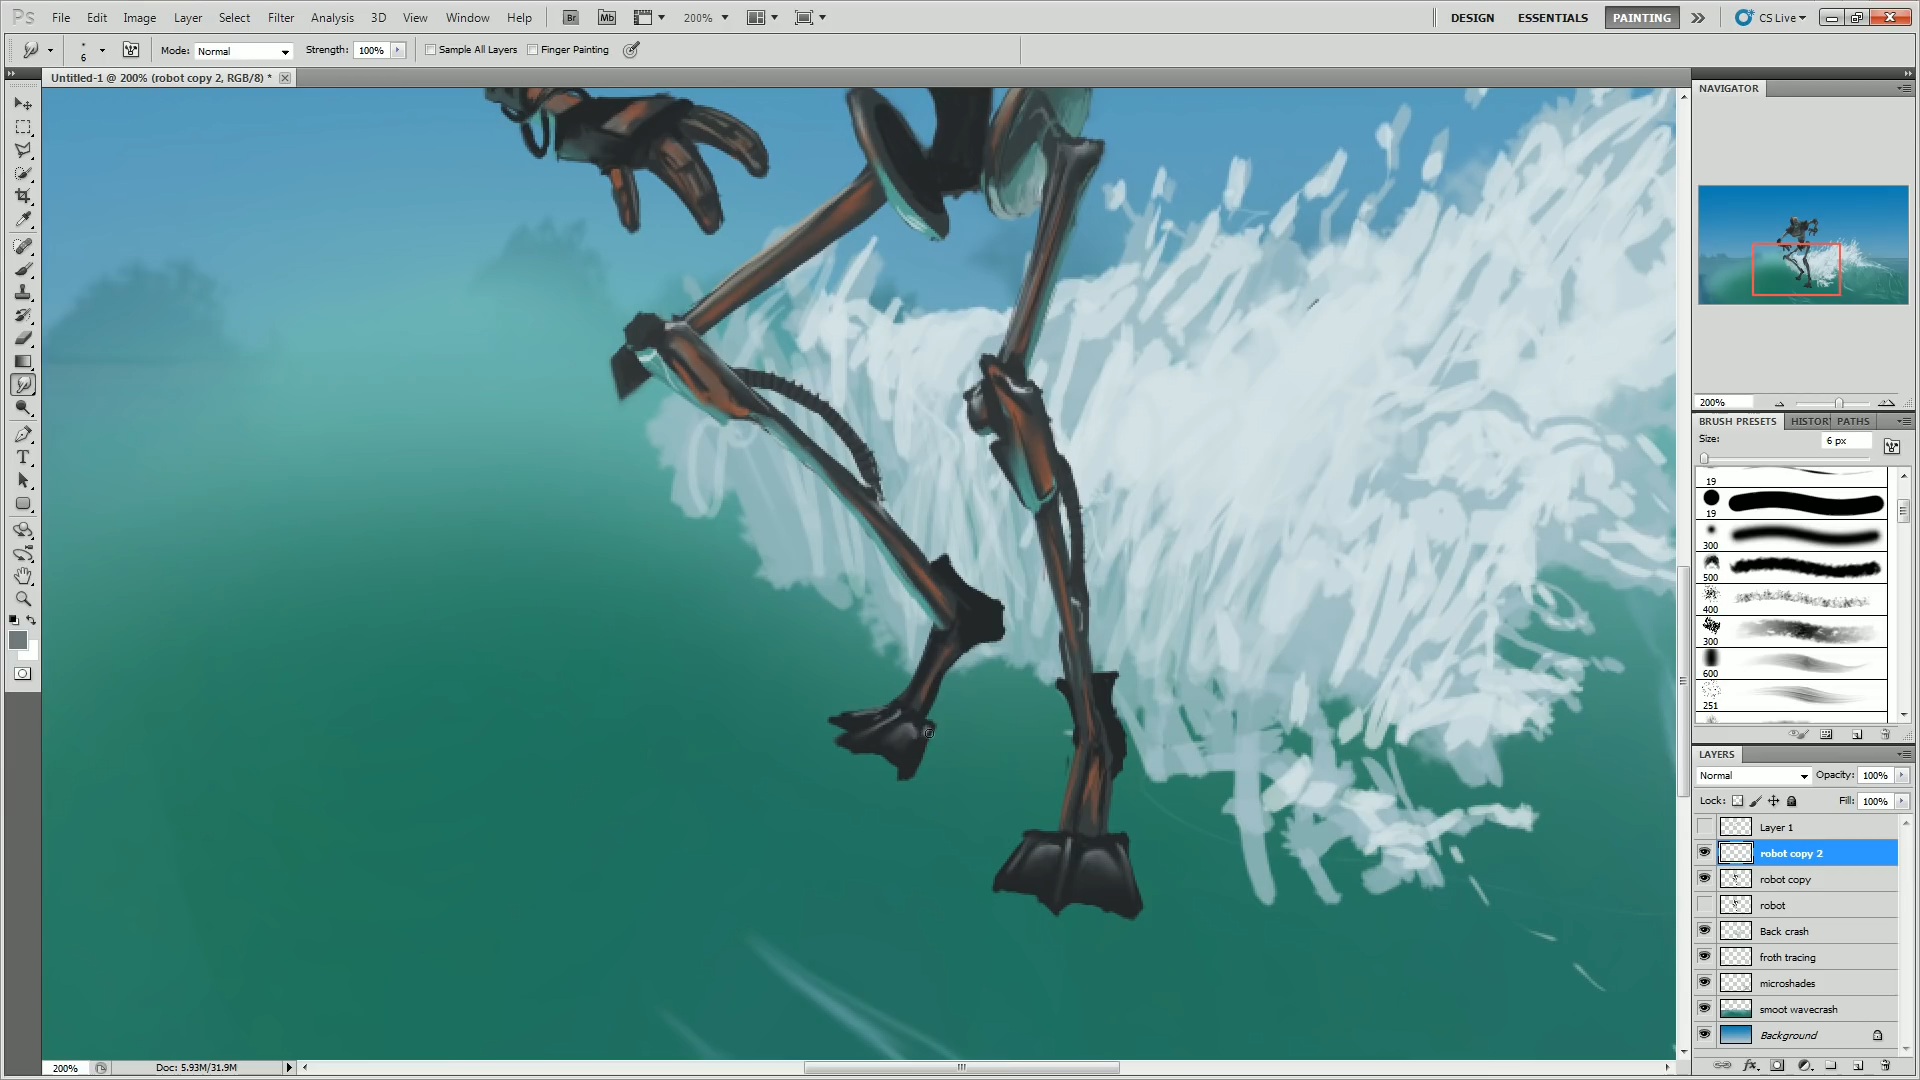 Ps File Edit Image Layer Select Filter Analysis 3D View Window Help Br Mb 200% DESIGN ESSENTIALS PAINTING CS Live
6 Mode: Normal Strength: 100% Sample All Layers Finger Painting
Untitled-1 @ 200% (robot copy 2, RGB/8) *
NAVIGATOR
200%
BRUSH PRESETS HISTOR PATHS
Size: 6 px
19
19
300
500
400
300
600
251
LAYERS
Normal Opacity: 100%
Lock: Fill: 100%
Layer 1
robot copy 2
robot copy
robot
Back crash
froth tracing
microshades
smoot wavecrash
Background
200% Doc: 5.93M/31.9M